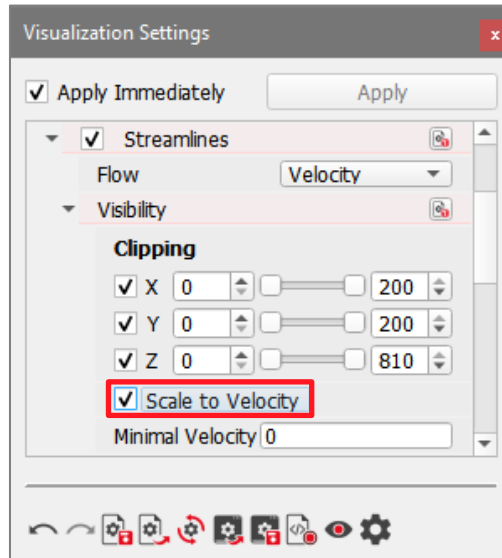 Visualization Settings x
Apply Immediately Apply
Streamlines
Flow Velocity
Visibility
Clipping
X 0 200
Y 0 200
Z 0 810
Scale to Velocity
Minimal Velocity 0